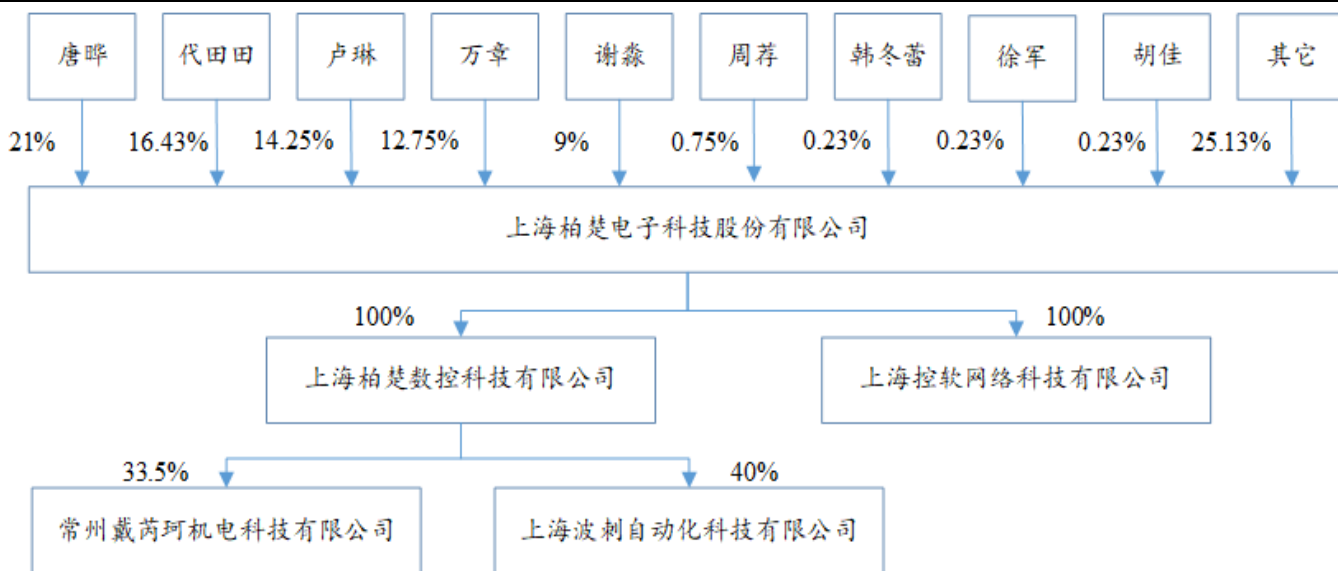 唐晔 代田田 卢琳 万章 谢淼 周荐 韩冬蕾 徐军 胡佳 其它
21% 16.43% 14.25% 12.75% 9% 0.75% 0.23% 0.23% 0.23% 25.13%
上海柏楚电子科技股份有限公司
100% 100%
上海柏楚数控科技有限公司 上海控软网络科技有限公司
33.5% 40%
常州戴芮珂机电科技有限公司 上海波刺自动化科技有限公司